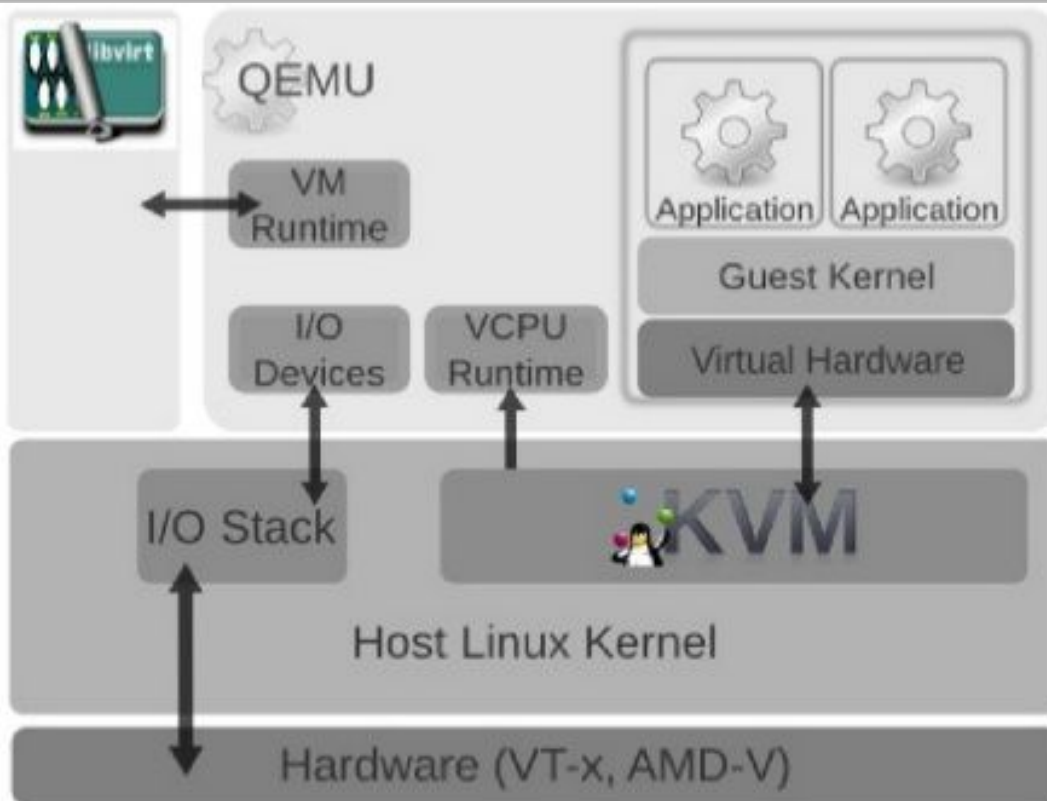 libvirt
QEMU
VM
Runtime
I/O
Devices
VCPU
Runtime
Application
Application
Guest Kernel
Virtual Hardware
I/O Stack
KVM
Host Linux Kernel
Hardware (VT-x, AMD-V)